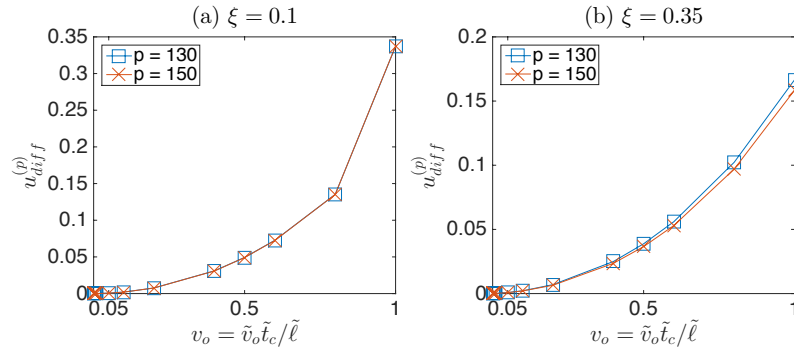 (a) ξ = 0.1
0.35
0.3
0.25
0.2
0.15
0.1
0.05
0
u_{diff}^{(p)}
p = 130
p = 150
0.05
0.5
1
v_o = ṽ_o t̃_c/ℓ̃
(b) ξ = 0.35
0.2
0.15
0.1
0.05
0
u_{diff}^{(p)}
p = 130
p = 150
0.05
0.5
1
v_o = ṽ_o t̃_c/ℓ̃